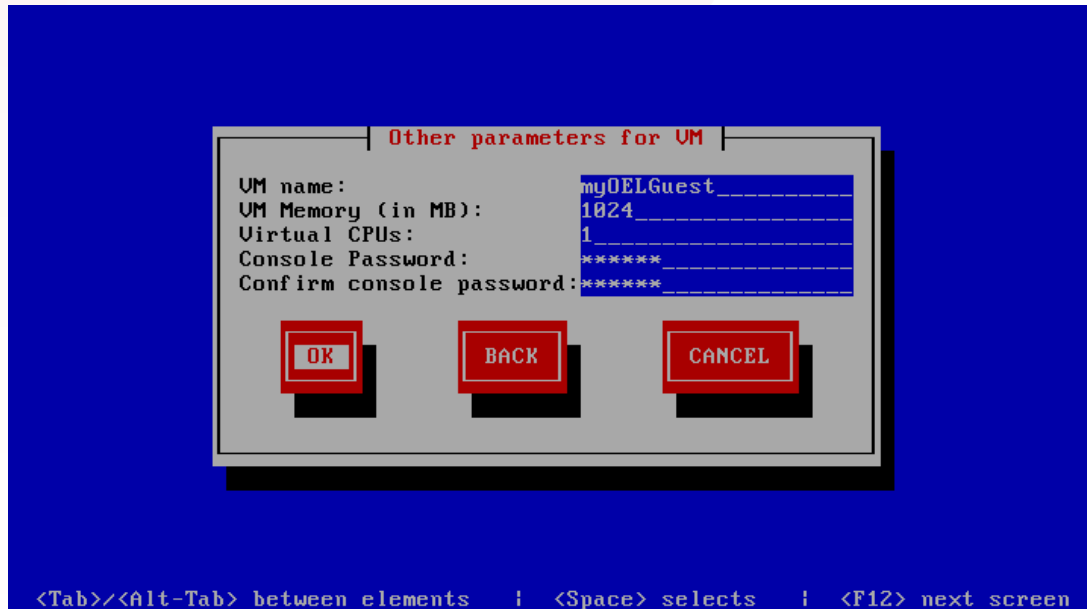 Other parameters for VM
VM name: myOELGuest__________
VM Memory (in MB): 1024________________
Virtual CPUs: 1___________________
Console Password: ******______________
Confirm console password:******______________
OK BACK CANCEL
<Tab>/<Alt-Tab> between elements | <Space> selects | <F12> next screen